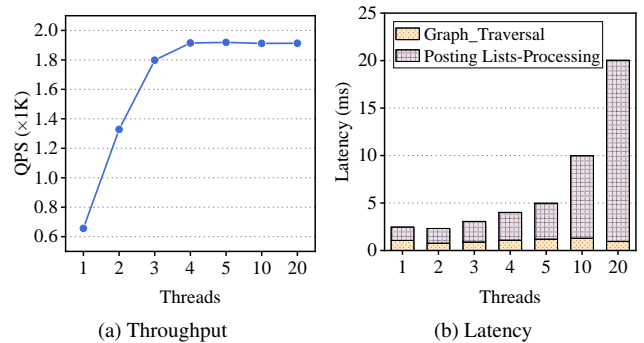 QPS (×1K)
2.0
1.8
1.6
1.4
1.2
1.0
0.8
0.6
1 2 3 4 5 10 20
Threads
(a) Throughput
Latency (ms)
25
20
15
10
5
0
Graph_Traversal
Posting Lists-Processing
1 2 3 4 5 10 20
Threads
(b) Latency